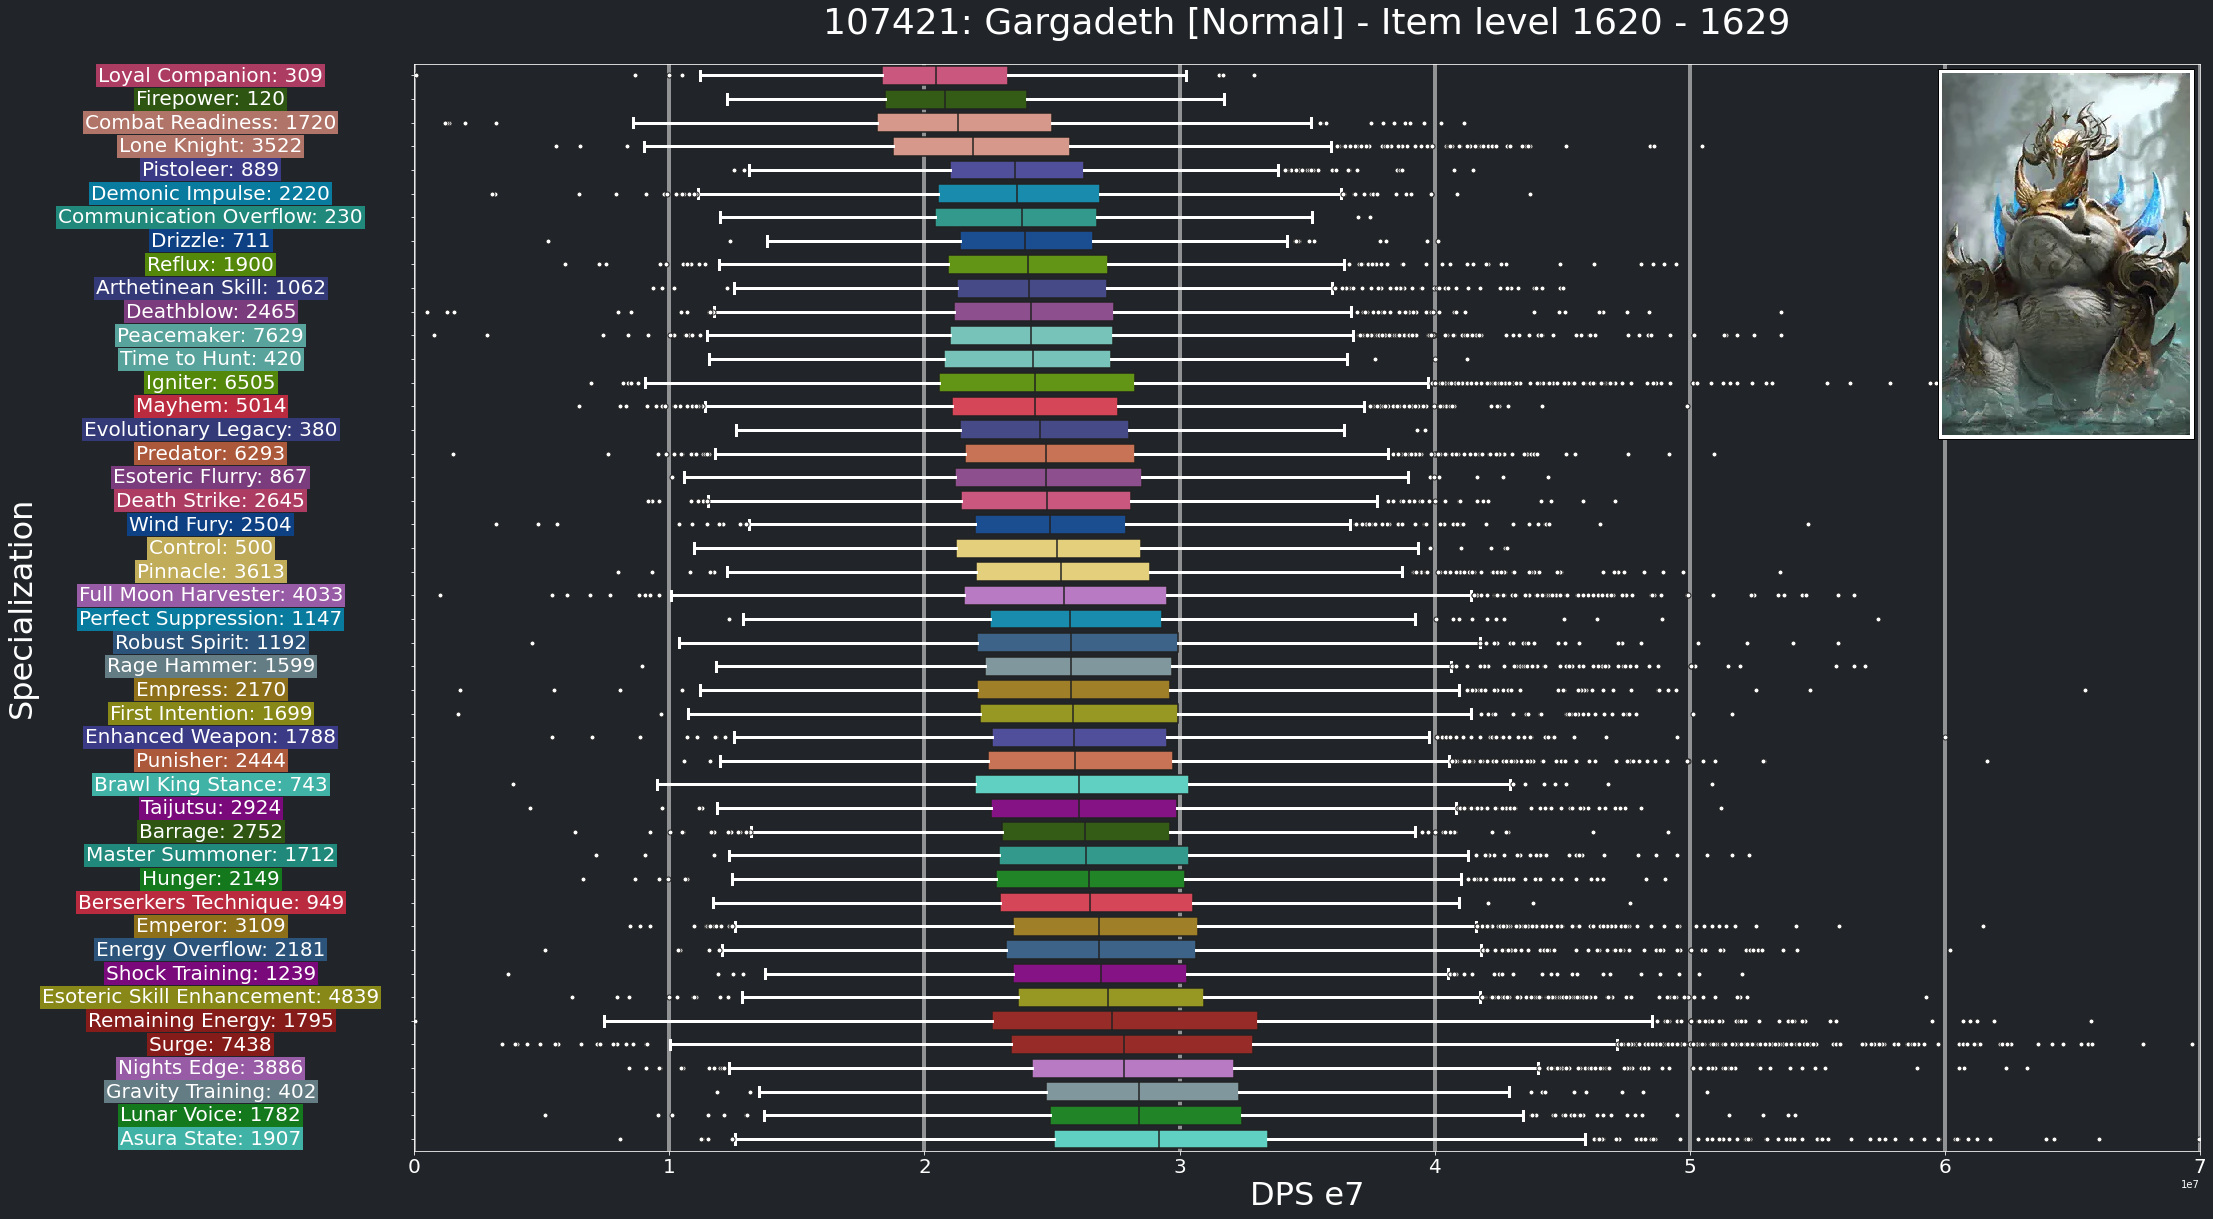 107421: Gargadeth [Normal] - Item level 1620 - 1629
Loyal Companion: 309
Firepower: 120
Combat Readiness: 1720
Lone Knight: 3522
Pistoleer: 889
Demonic Impulse: 2220
Communication Overflow: 230
Drizzle: 711
Reflux: 1900
Arthetinean Skill: 1062
Deathblow: 2465
Peacemaker: 7629
Time to Hunt: 420
Igniter: 6505
Mayhem: 5014
Evolutionary Legacy: 380
Predator: 6293
Esoteric Flurry: 867
Death Strike: 2645
Wind Fury: 2504
Control: 500
Pinnacle: 3613
Full Moon Harvester: 4033
Perfect Suppression: 1147
Robust Spirit: 1192
Rage Hammer: 1599
Empress: 2170
First Intention: 1699
Enhanced Weapon: 1788
Punisher: 2444
Brawl King Stance: 743
Taijutsu: 2924
Barrage: 2752
Master Summoner: 1712
Hunger: 2149
Berserkers Technique: 949
Emperor: 3109
Energy Overflow: 2181
Shock Training: 1239
Esoteric Skill Enhancement: 4839
Remaining Energy: 1795
Surge: 7438
Nights Edge: 3886
Gravity Training: 402
Lunar Voice: 1782
Asura State: 1907
Specialization
0 1 2 3 4 5 6 7
DPS e7
1e7